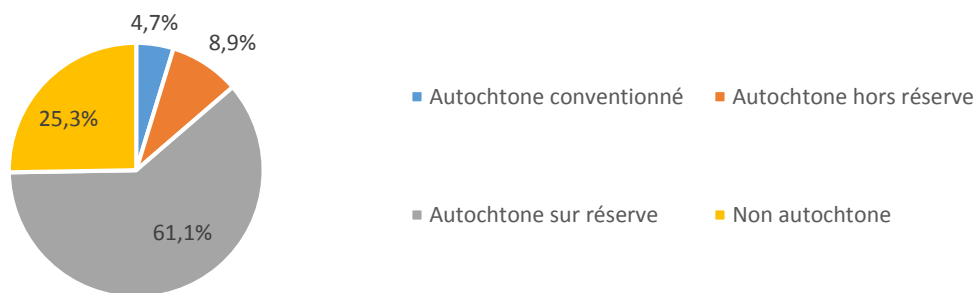 4,7%
8,9%
25,3%
61,1%
Autochtone conventionné
Autochtone hors réserve
Autochtone sur réserve
Non autochtone